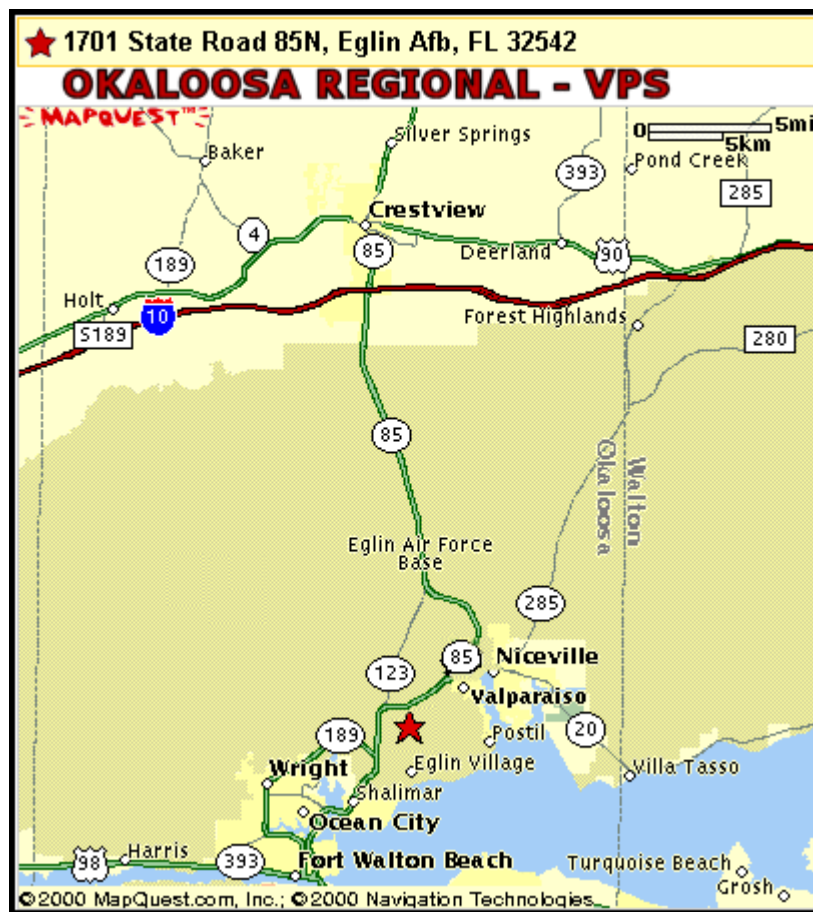 1701 State Road 85N, Eglin Afb, FL 32542
OKALOOSA REGIONAL - VPS
MAPQUEST™
0 5mi
5km
Silver Springs
Baker
393
Pond Creek
285
Crestview
4
85
Deerland
90
189
Holt
10
S189
Forest Highlands
280
85
Walton
Okaloosa
Eglin Air Force
Base
285
85
Niceville
123
Valparaiso
189
Postil
20
Wright
Eglin Village
Villa Tasso
Shalimar
Ocean City
Harris
98
393
Fort Walton Beach
Turquoise Beach
Grosh
©2000 MapQuest.com, Inc.; ©2000 Navigation Technologies